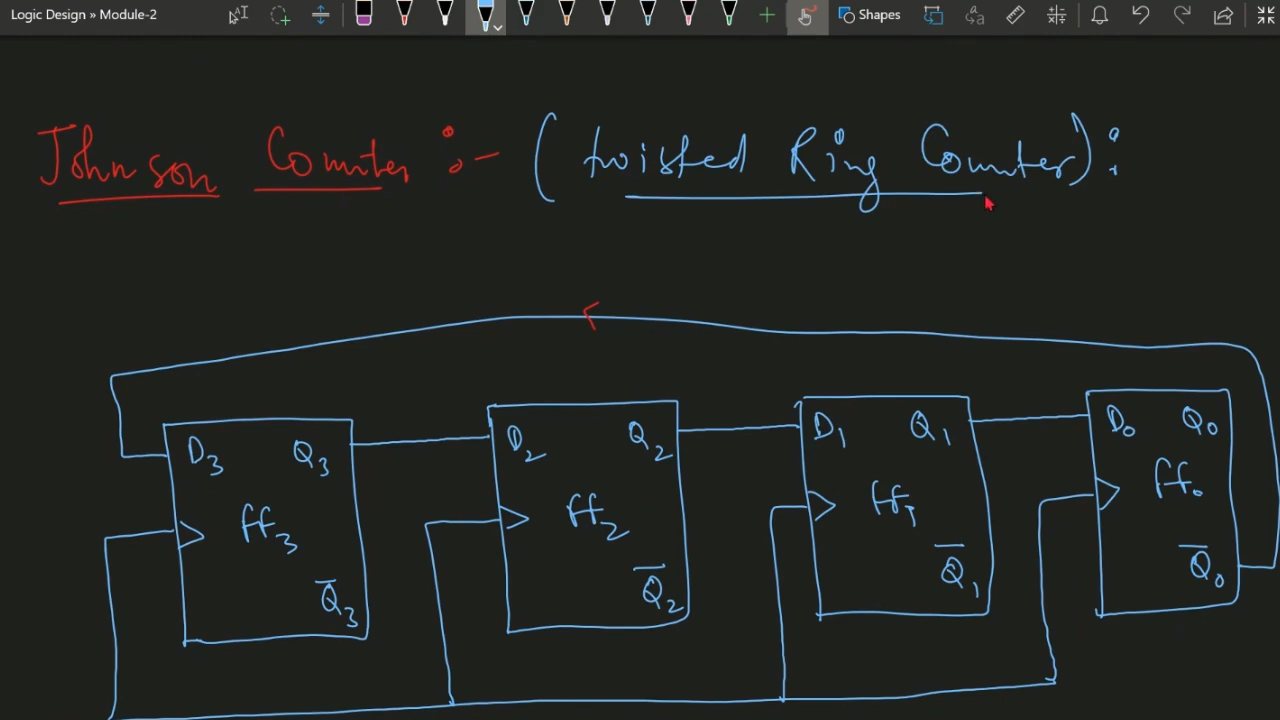 Logic Design » Module-2
Shapes
Johnson Counter :- (twisted Ring Counter):
D3 Q3 D2 Q2 D1 Q1 D0 Q0
ff3 ff2 ff1 ff0
Q̅3 Q̅2 Q̅1 Q̅0